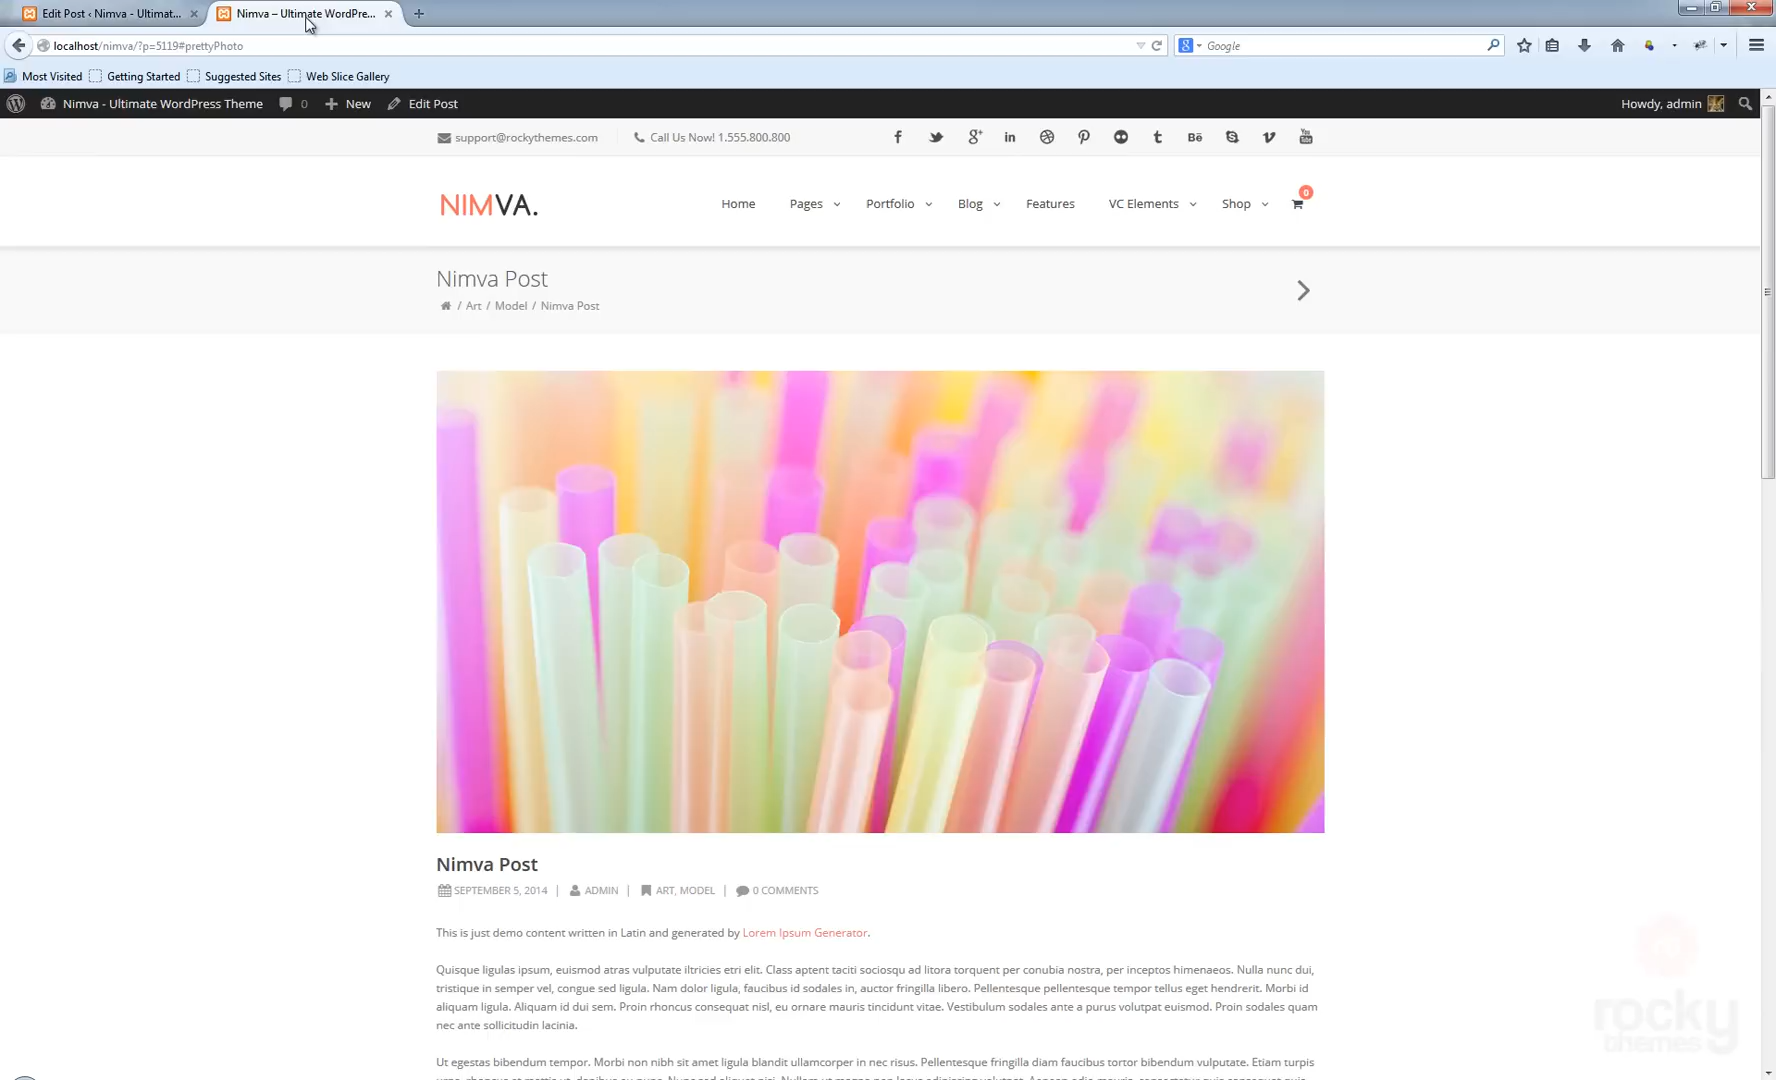 Edit Post ‹ Nimva - Ultimat...
Nimva – Ultimate WordPre...
localhost/nimva/?p=5119#prettyPhoto
Google
Most Visited Getting Started Suggested Sites Web Slice Gallery
Nimva - Ultimate WordPress Theme 0 New Edit Post Howdy, admin
support@rockythemes.com Call Us Now! 1.555.800.800
NIMVA.
Home Pages Portfolio Blog Features VC Elements Shop 0
Nimva Post
/ Art / Model / Nimva Post
Nimva Post
SEPTEMBER 5, 2014 | ADMIN | ART, MODEL | 0 COMMENTS
This is just demo content written in Latin and generated by Lorem Ipsum Generator.
Quisque ligulas ipsum, euismod atras vulputate iltricies etri elit. Class aptent taciti sociosqu ad litora torquent per conubia nostra, per inceptos himenaeos. Nulla nunc dui,
tristique in semper vel, congue sed ligula. Nam dolor ligula, faucibus id sodales in, auctor fringilla libero. Pellentesque pellentesque tempor tellus eget hendrerit. Morbi id
aliquam ligula. Aliquam id dui sem. Proin rhoncus consequat nisl, eu ornare mauris tincidunt vitae. Vestibulum sodales ante a purus volutpat euismod. Proin sodales quam
nec ante sollicitudin lacinia.
Ut egestas bibendum tempor. Morbi non nibh sit amet ligula blandit ullamcorper in nec risus. Pellentesque fringilla diam faucibus tortor bibendum vulputate. Etiam turpis
rocky
themes